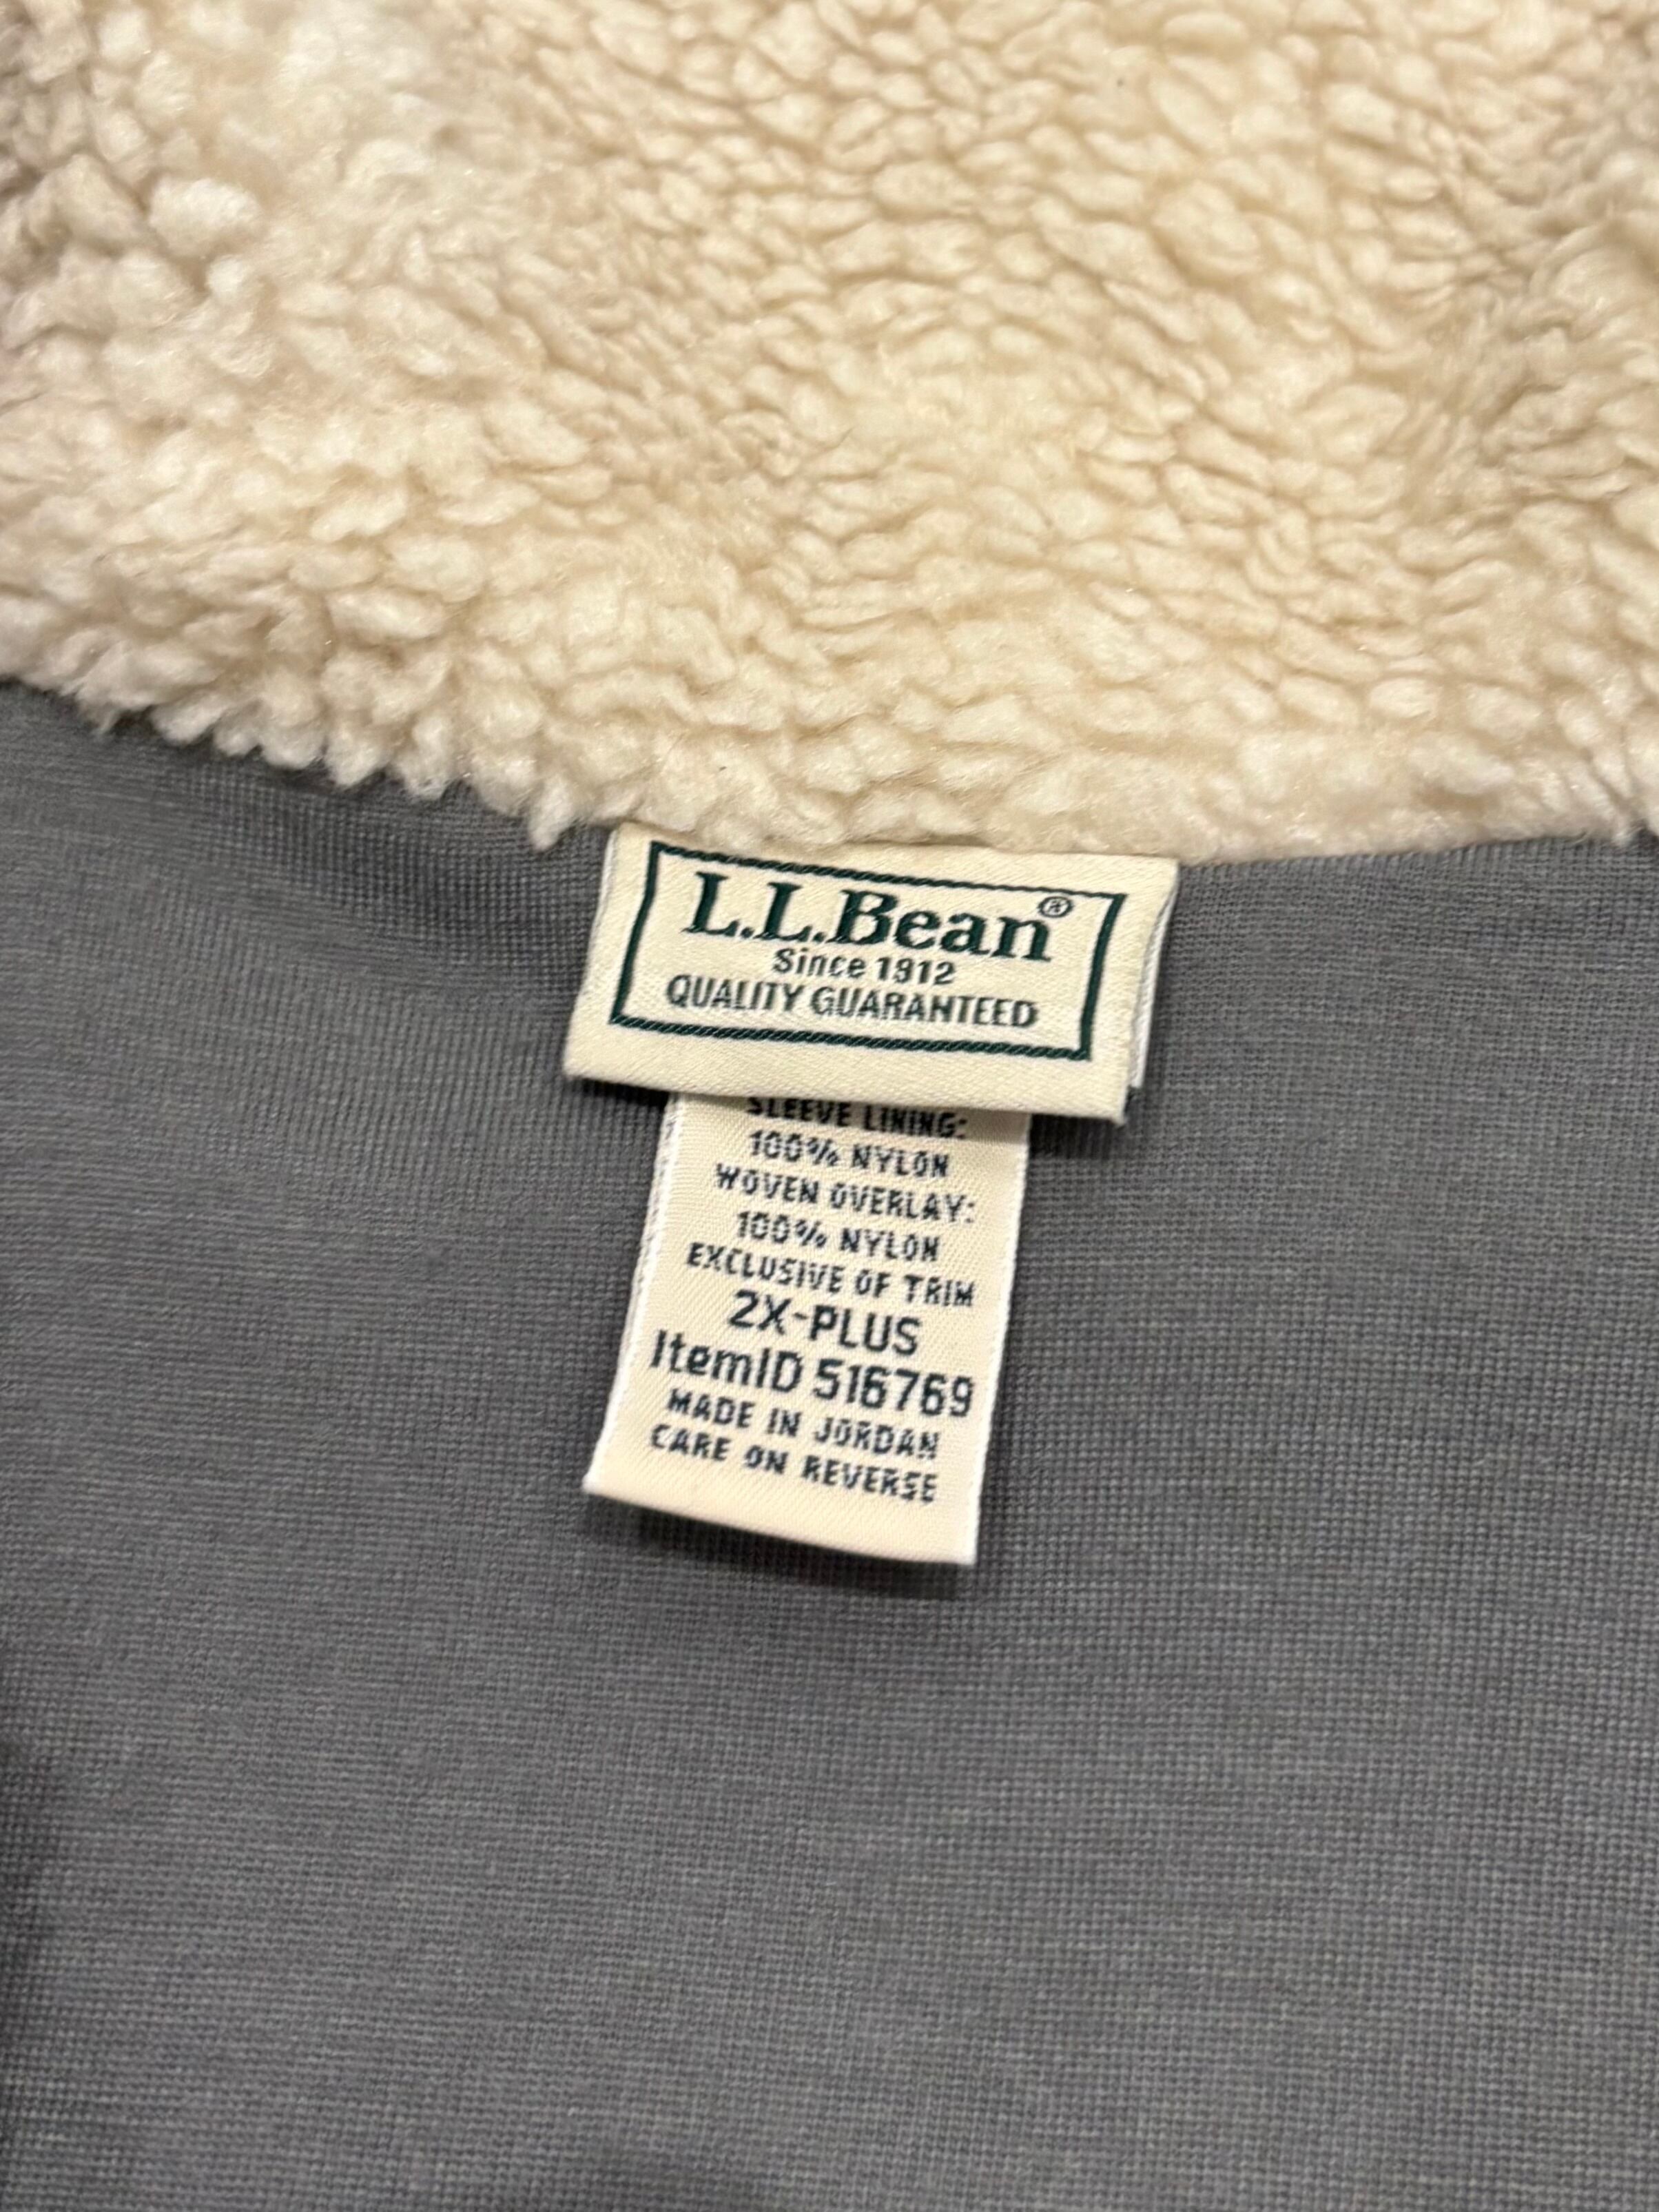 L.L.Bean®
Since 1912
QUALITY GUARANTEED
SLEEVE LINING:
100% NYLON
WOVEN OVERLAY:
100% NYLON
EXCLUSIVE OF TRIM
2X-PLUS
ItemID 516769
MADE IN JORDAN
CARE ON REVERSE